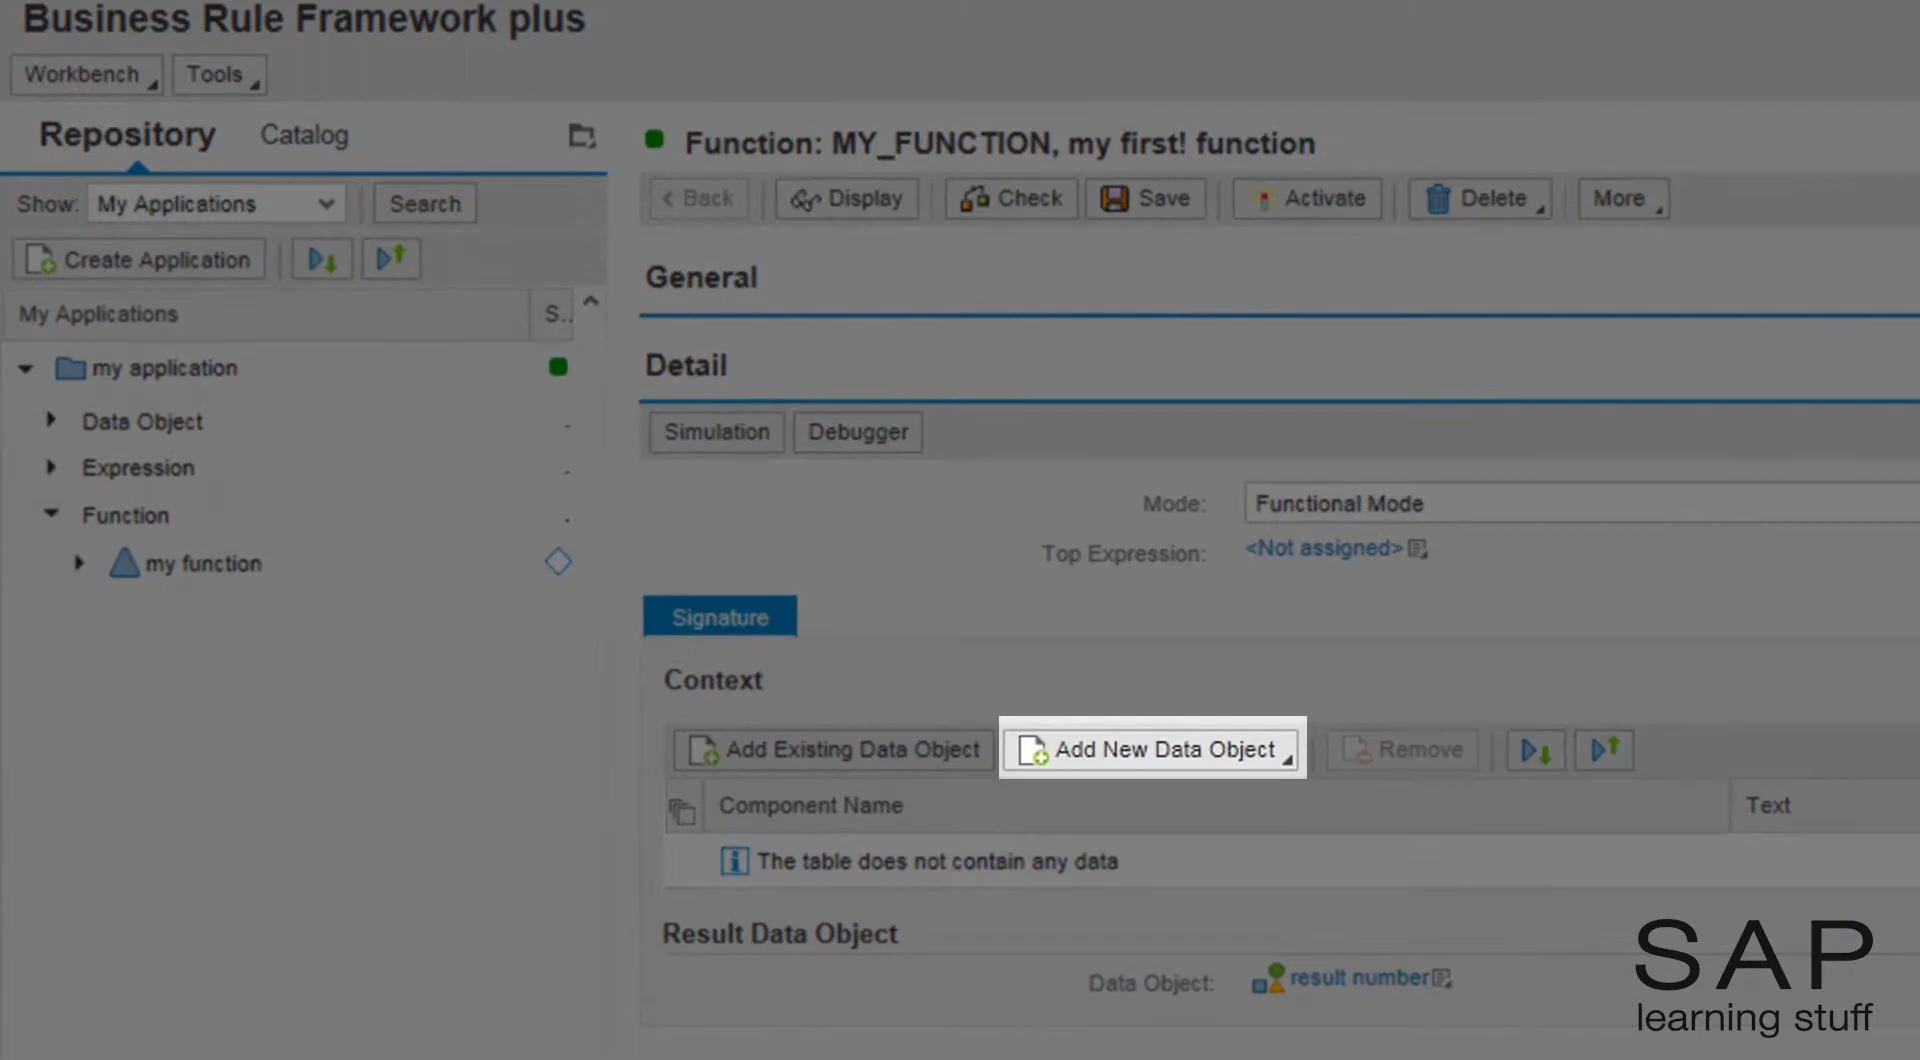 Business Rule Framework plus
Workbench Tools
Repository Catalog
Show: My Applications Search
Create Application
My Applications S..
my application
Data Object .
Expression .
Function .
my function
Function: MY_FUNCTION, my first! function
< Back Display Check Save Activate Delete More
General
Detail
Simulation Debugger
Mode: Functional Mode
Top Expression: <Not assigned>
Signature
Context
Add Existing Data Object Add New Data Object Remove
Component Name Text
The table does not contain any data
Result Data Object
Data Object: result number
SAP
learning stuff